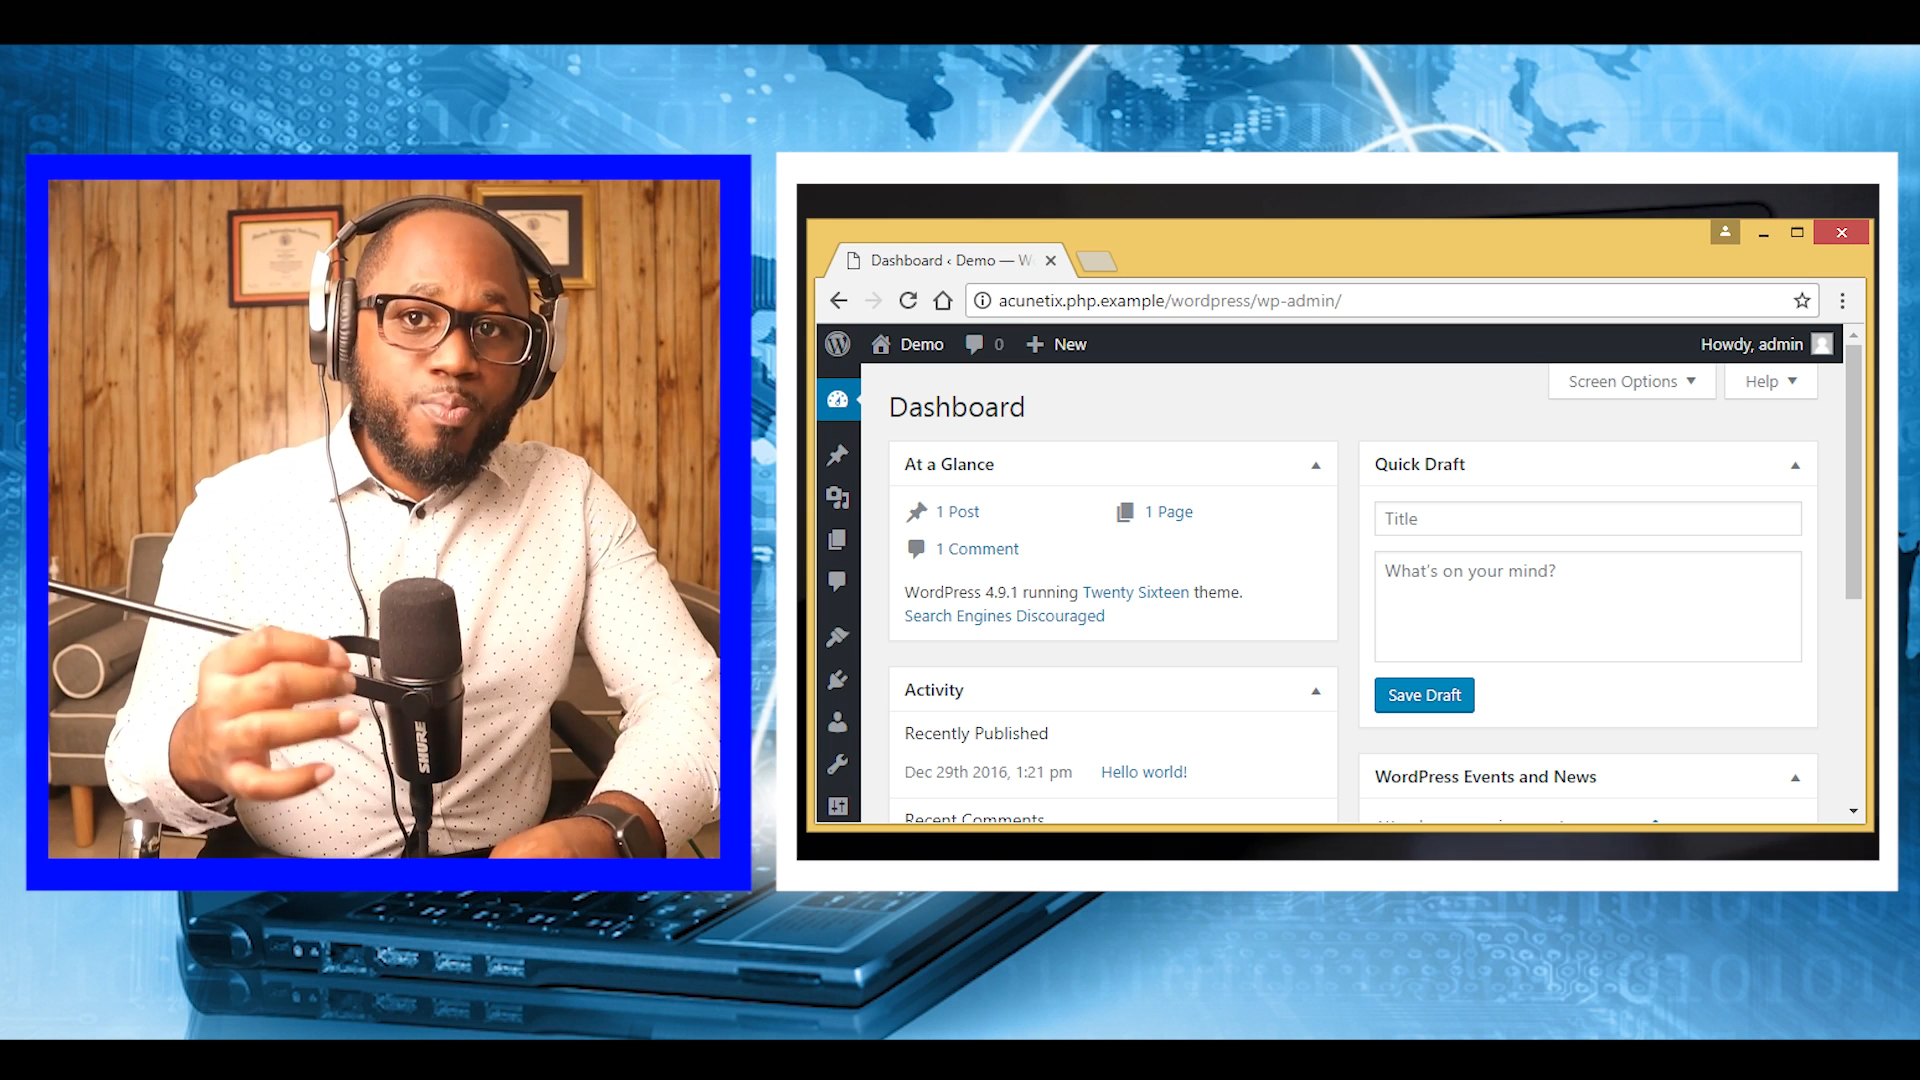 SHURE
Dashboard ‹ Demo — W
acunetix.php.example/wordpress/wp-admin/
Demo 0 New Howdy, admin
Screen Options Help
Dashboard
At a Glance
1 Post 1 Page
1 Comment
WordPress 4.9.1 running Twenty Sixteen theme.
Search Engines Discouraged
Activity
Recently Published
Dec 29th 2016, 1:21 pm Hello world!
Recent Comments
Quick Draft
Title
What's on your mind?
Save Draft
WordPress Events and News